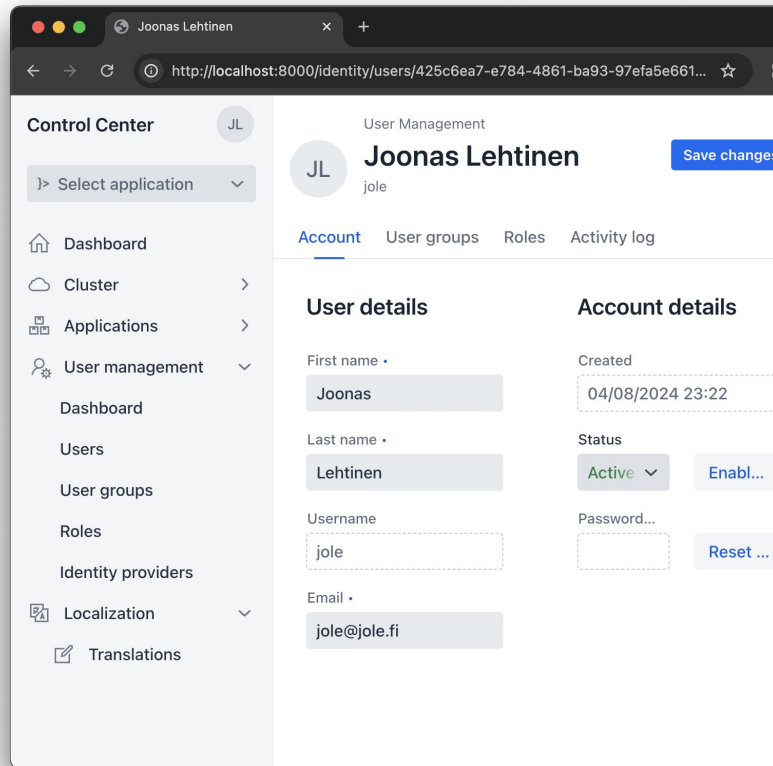 Joonas Lehtinen
http://localhost:8000/identity/users/425c6ea7-e784-4861-ba93-97efa5e661...
Control Center
JL
Select application
Dashboard
Cluster
Applications
User management
Dashboard
Users
User groups
Roles
Identity providers
Localization
Translations
User Management
JL
Joonas Lehtinen
jole
Save changes
Account User groups Roles Activity log
User details
First name •
Joonas
Last name •
Lehtinen
Username
jole
Email •
jole@jole.fi
Account details
Created
04/08/2024 23:22
Status
Active Enabl...
Password...
Reset ...